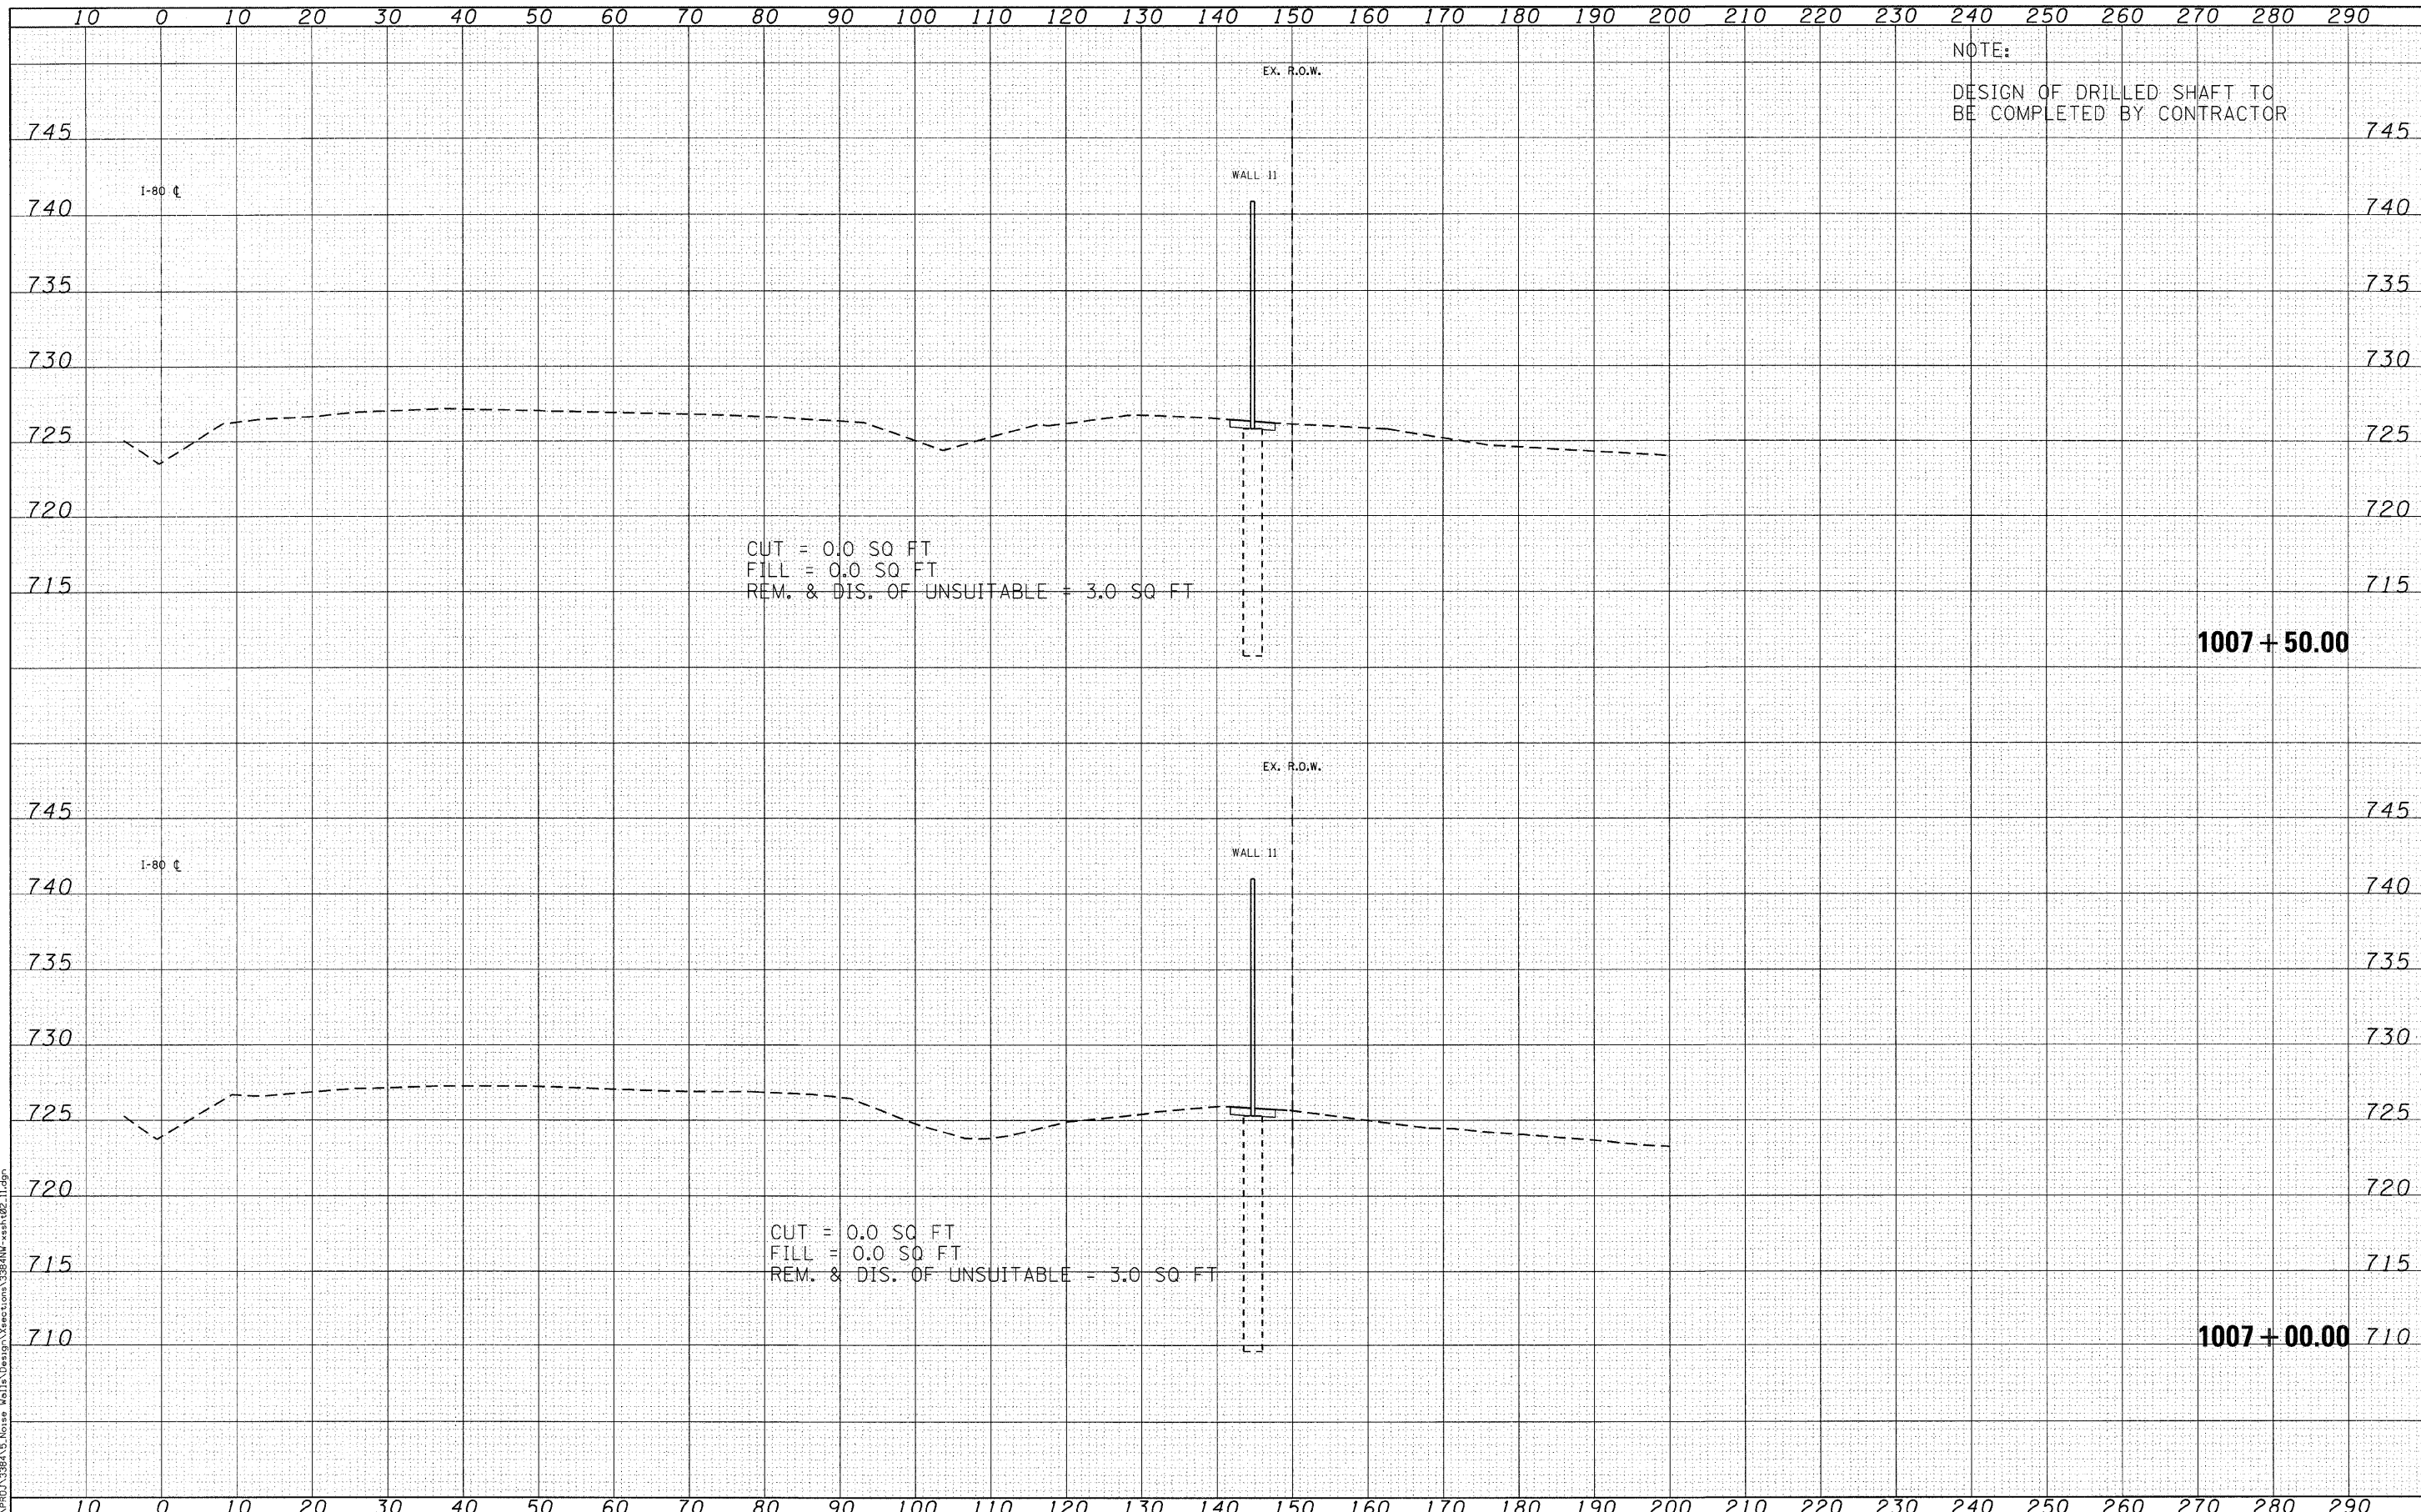 10 0 10 20 30 40 50 60 70 80 90 100 110 120 130 140 150 160 170 180 190 200 210 220 230 240 250 260 270 280 290
NOTE:
EX. R.O.W.
DESIGN OF DRILLED SHAFT TO
BE COMPLETED BY CONTRACTOR
745 745
WALL 11
I-80 ℄
740 740
735 735
730 730
725 725
720 720
CUT = 0.0 SQ FT
FILL = 0.0 SQ FT
REM. & DIS. OF UNSUITABLE = 3.0 SQ FT
715 715
1007+50.00
EX. R.O.W.
745 745
WALL 11
I-80 ℄
740 740
735 735
730 730
725 725
720 720
CUT = 0.0 SQ FT
FILL = 0.0 SQ FT
REM. & DIS. OF UNSUITABLE = 3.0 SQ FT
715 715
710 1007+00.00 710
10 0 10 20 30 40 50 60 70 80 90 100 110 120 130 140 150 160 170 180 190 200 210 220 230 240 250 260 270 280 290